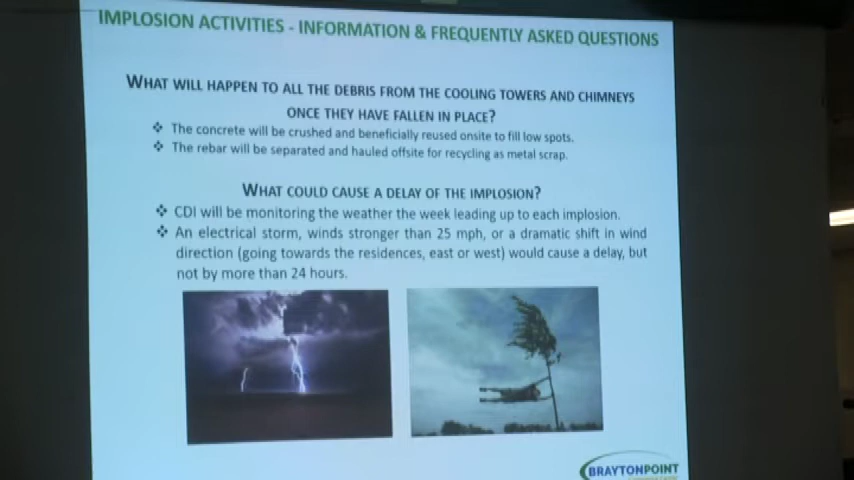 IMPLOSION ACTIVITIES - INFORMATION & FREQUENTLY ASKED QUESTIONS
WHAT WILL HAPPEN TO ALL THE DEBRIS FROM THE COOLING TOWERS AND CHIMNEYS
ONCE THEY HAVE FALLEN IN PLACE?
❖ The concrete will be crushed and beneficially reused onsite to fill low spots.
❖ The rebar will be separated and hauled offsite for recycling as metal scrap.
WHAT COULD CAUSE A DELAY OF THE IMPLOSION?
❖ CDI will be monitoring the weather the week leading up to each implosion.
❖ An electrical storm, winds stronger than 25 mph, or a dramatic shift in wind
direction (going towards the residences, east or west) would cause a delay, but
not by more than 24 hours.
BRAYTONPOINT